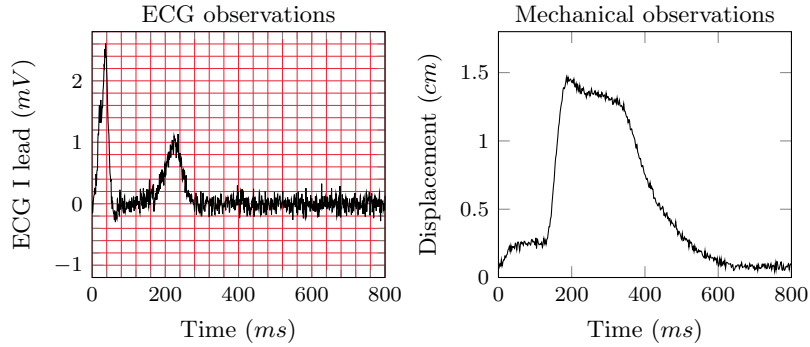 ECG observations
ECG I lead (mV)
2
1
0
−1
0 200 400 600 800
Time (ms)
Mechanical observations
Displacement (cm)
1.5
1
0.5
0
0 200 400 600 800
Time (ms)